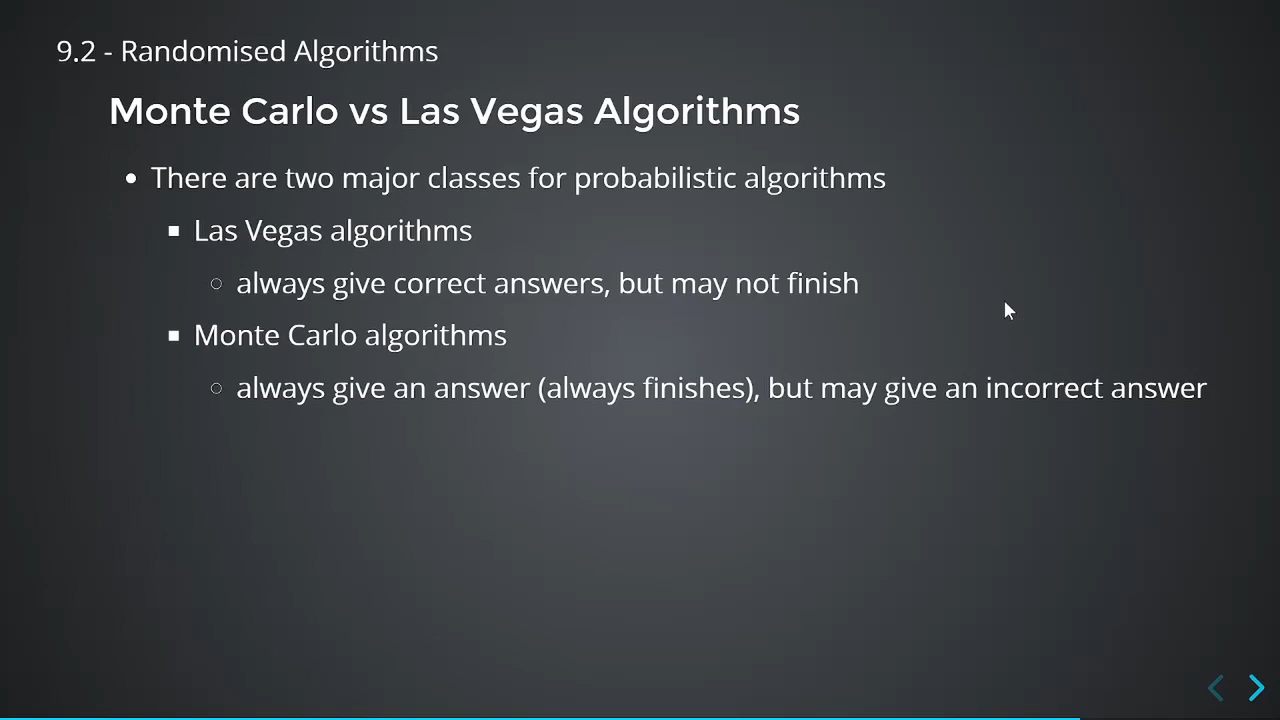 9.2 - Randomised Algorithms
Monte Carlo vs Las Vegas Algorithms
There are two major classes for probabilistic algorithms
Las Vegas algorithms
always give correct answers, but may not finish
Monte Carlo algorithms
always give an answer (always finishes), but may give an incorrect answer